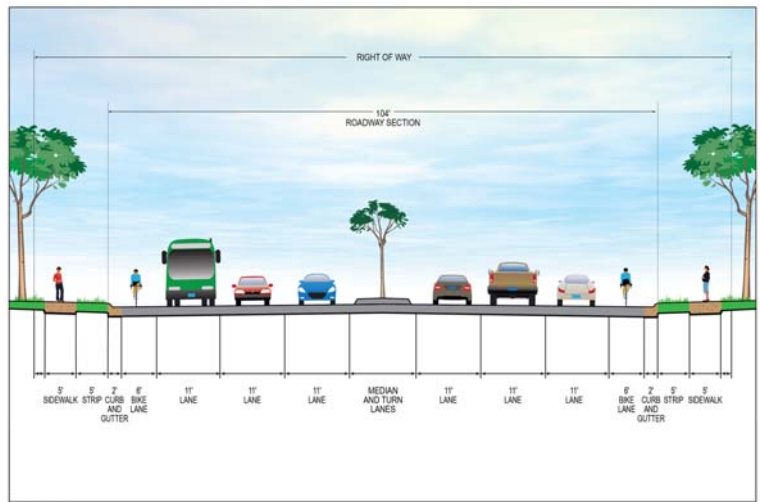 RIGHT OF WAY
104'
ROADWAY SECTION
5'
SIDEWALK
5'
STRIP
2'
CURB
AND
GUTTER
6'
BIKE
LANE
11'
LANE
11'
LANE
11'
LANE
MEDIAN
AND TURN
LANES
11'
LANE
11'
LANE
11'
LANE
6'
BIKE
LANE
2'
CURB
AND
GUTTER
5'
STRIP
5'
SIDEWALK